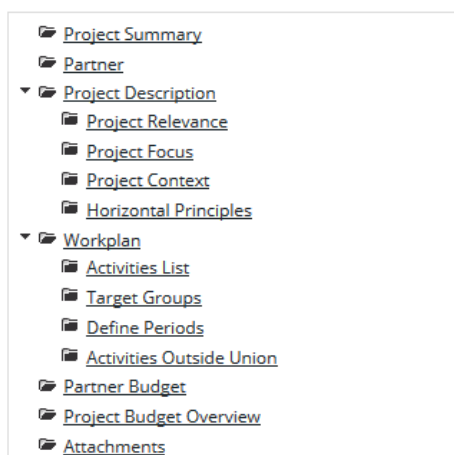 Project Summary
Partner
Project Description
Project Relevance
Project Focus
Project Context
Horizontal Principles
Workplan
Activities List
Target Groups
Define Periods
Activities Outside Union
Partner Budget
Project Budget Overview
Attachments